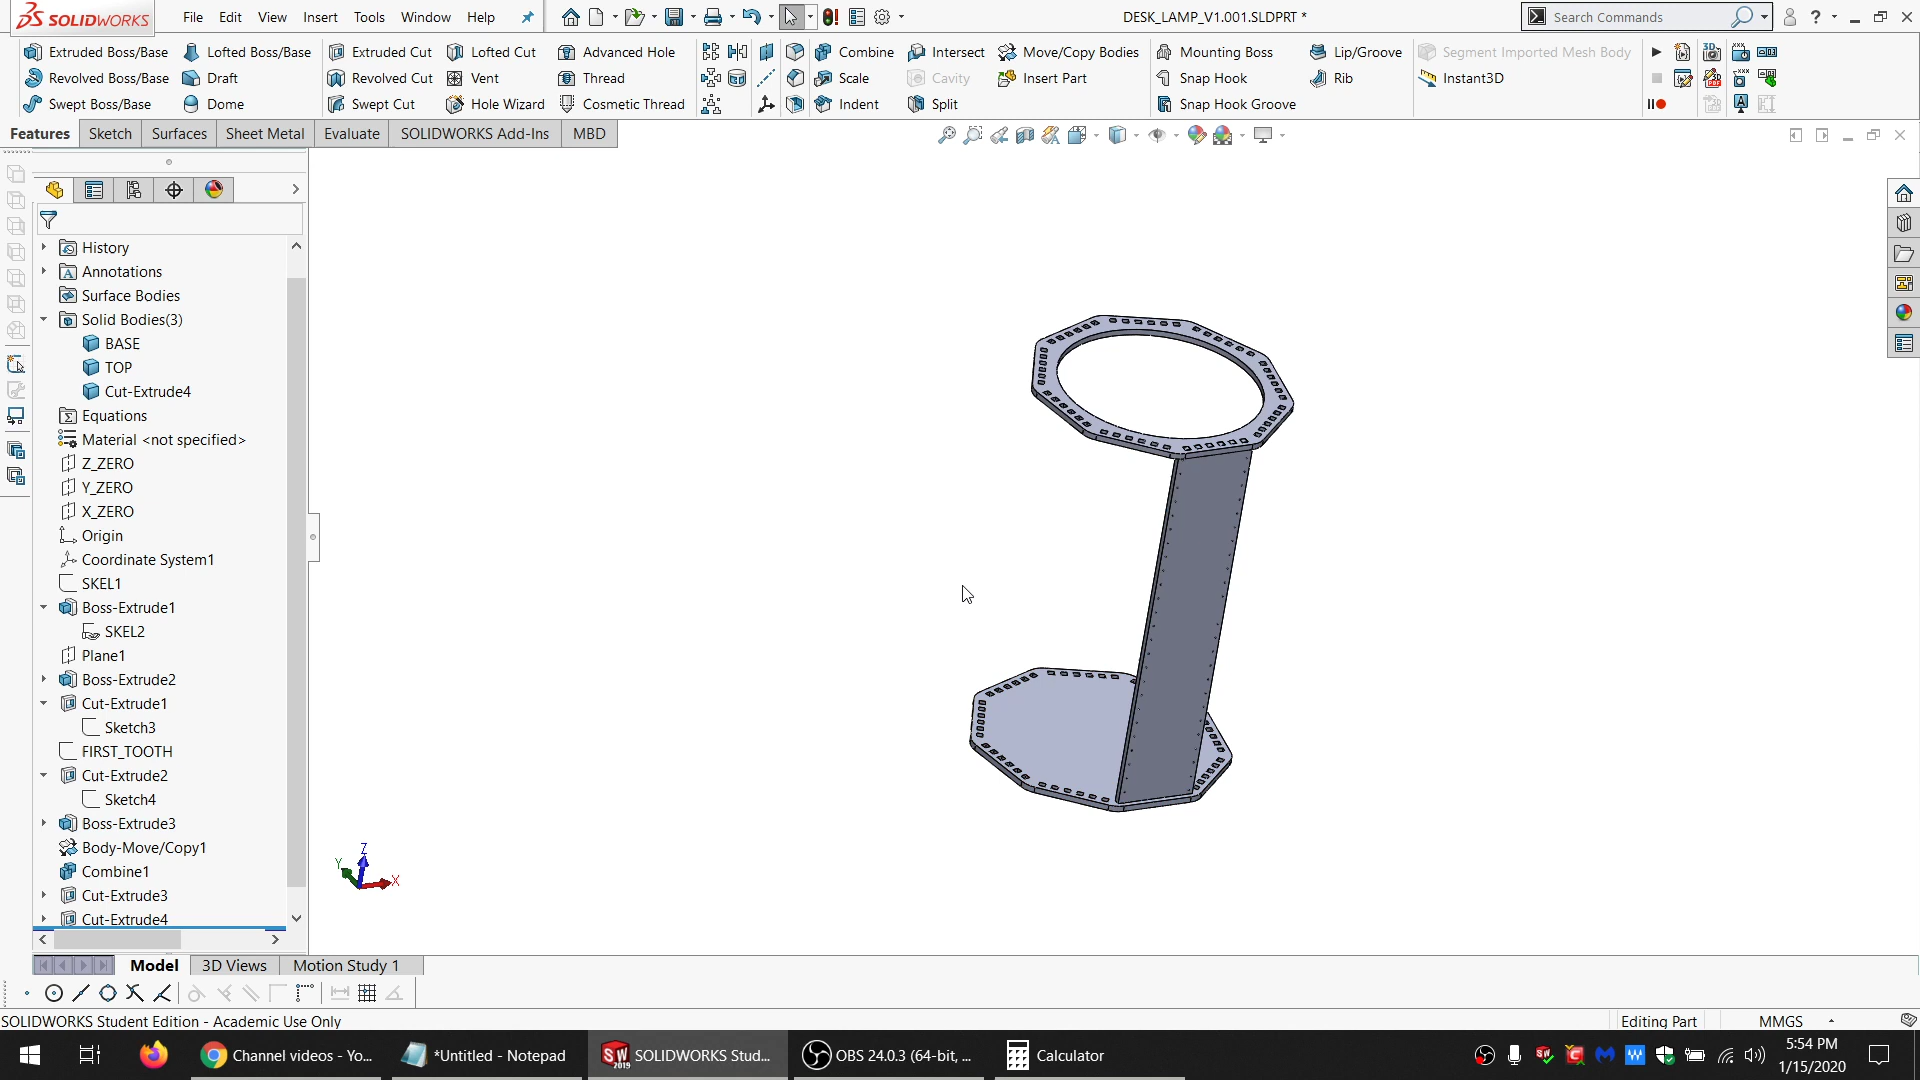 SOLIDWORKS
File Edit View Insert Tools Window Help
DESK_LAMP_V1.001.SLDPRT *
Search Commands
?
Extruded Boss/Base
Lofted Boss/Base
Extruded Cut
Lofted Cut
Advanced Hole
Combine
Intersect
Move/Copy Bodies
Mounting Boss
Lip/Groove
Segment Imported Mesh Body
Revolved Boss/Base
Draft
Revolved Cut
Vent
Thread
Scale
Cavity
Insert Part
Snap Hook
Rib
Instant3D
Swept Boss/Base
Dome
Swept Cut
Hole Wizard
Cosmetic Thread
Indent
Split
Snap Hook Groove
Features Sketch Surfaces Sheet Metal Evaluate SOLIDWORKS Add-Ins MBD
History
Annotations
Surface Bodies
Solid Bodies(3)
BASE
TOP
Cut-Extrude4
Equations
Material <not specified>
Z_ZERO
Y_ZERO
X_ZERO
Origin
Coordinate System1
SKEL1
Boss-Extrude1
SKEL2
Plane1
Boss-Extrude2
Cut-Extrude1
Sketch3
FIRST_TOOTH
Cut-Extrude2
Sketch4
Boss-Extrude3
Body-Move/Copy1
Combine1
Cut-Extrude3
Cut-Extrude4
Z
Y
X
Model 3D Views Motion Study 1
SOLIDWORKS Student Edition - Academic Use Only
Editing Part
MMGS
Channel videos - Yo...
*Untitled - Notepad
SOLIDWORKS Stud...
OBS 24.0.3 (64-bit, ...
Calculator
5:54 PM
1/15/2020